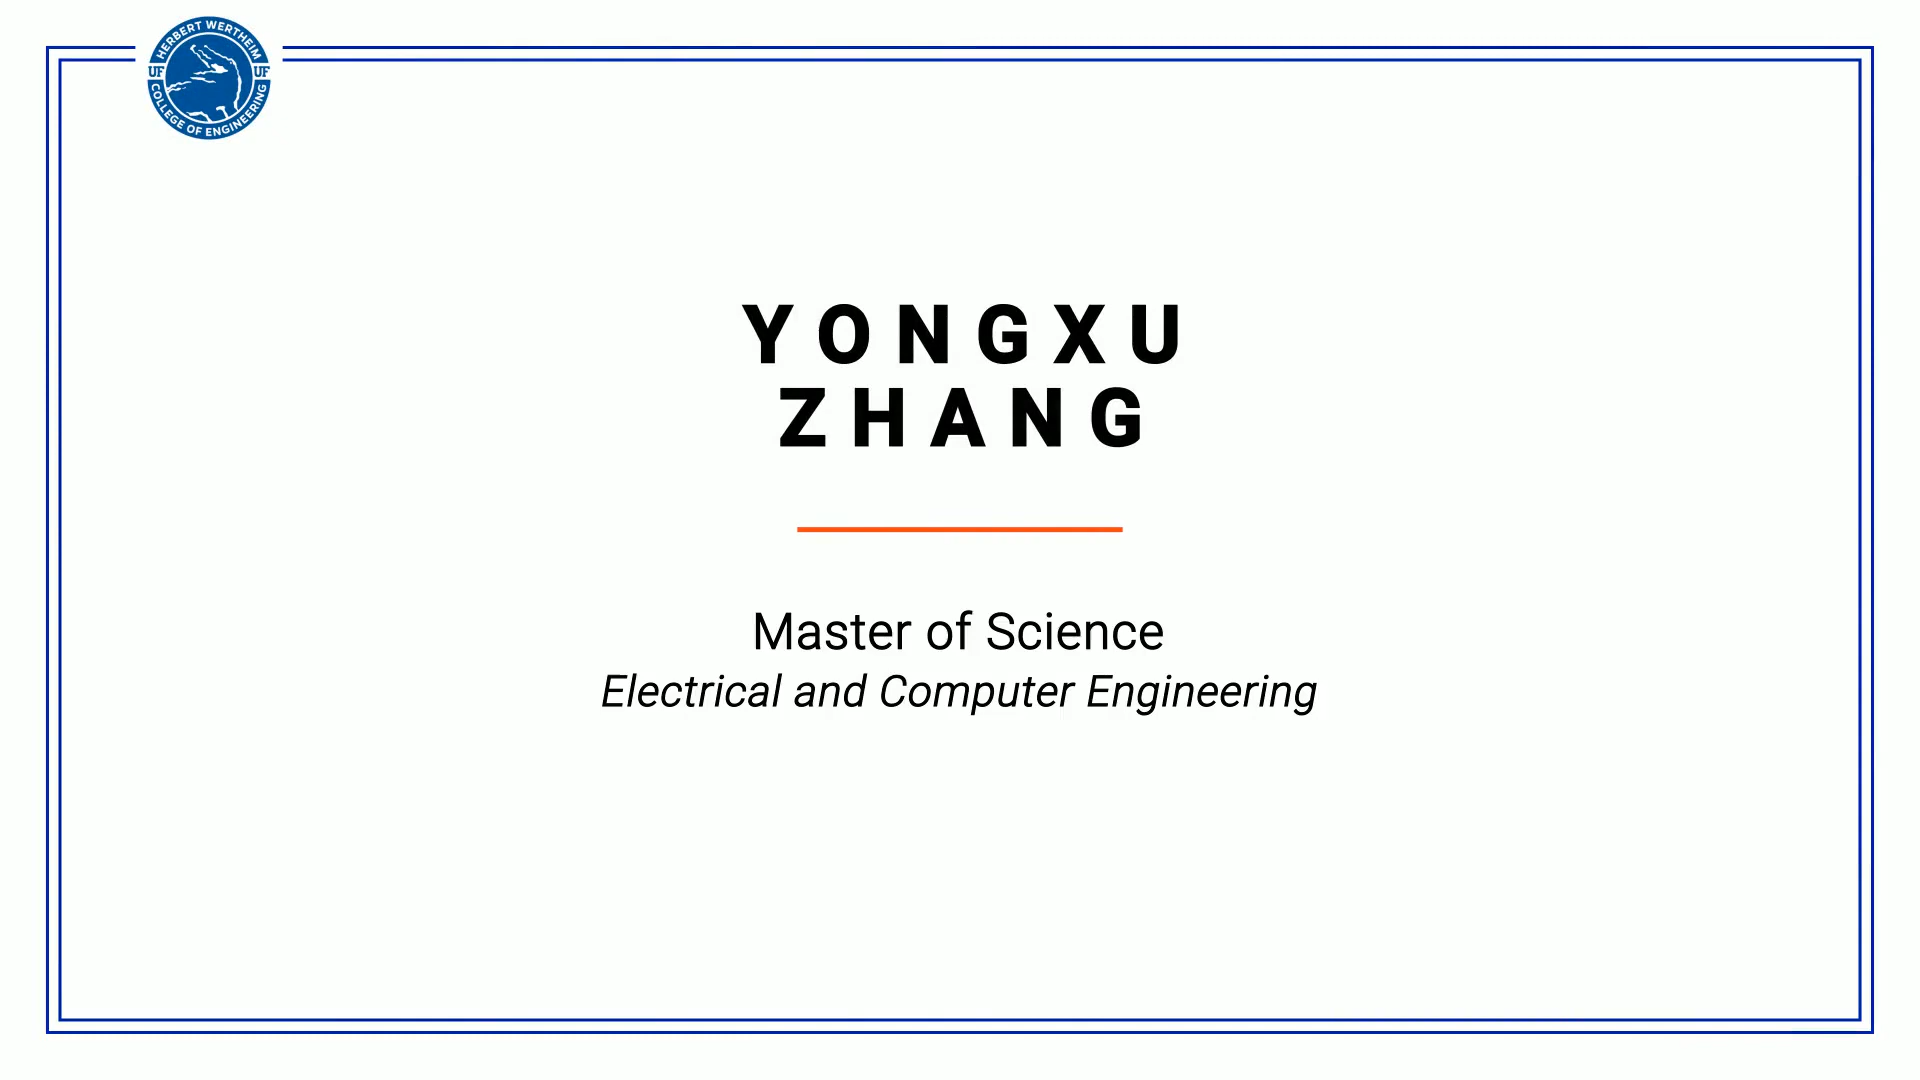 HERBERT WERTHEIM
UF UF
COLLEGE OF ENGINEERING
YONGXU
ZHANG
Master of Science
Electrical and Computer Engineering